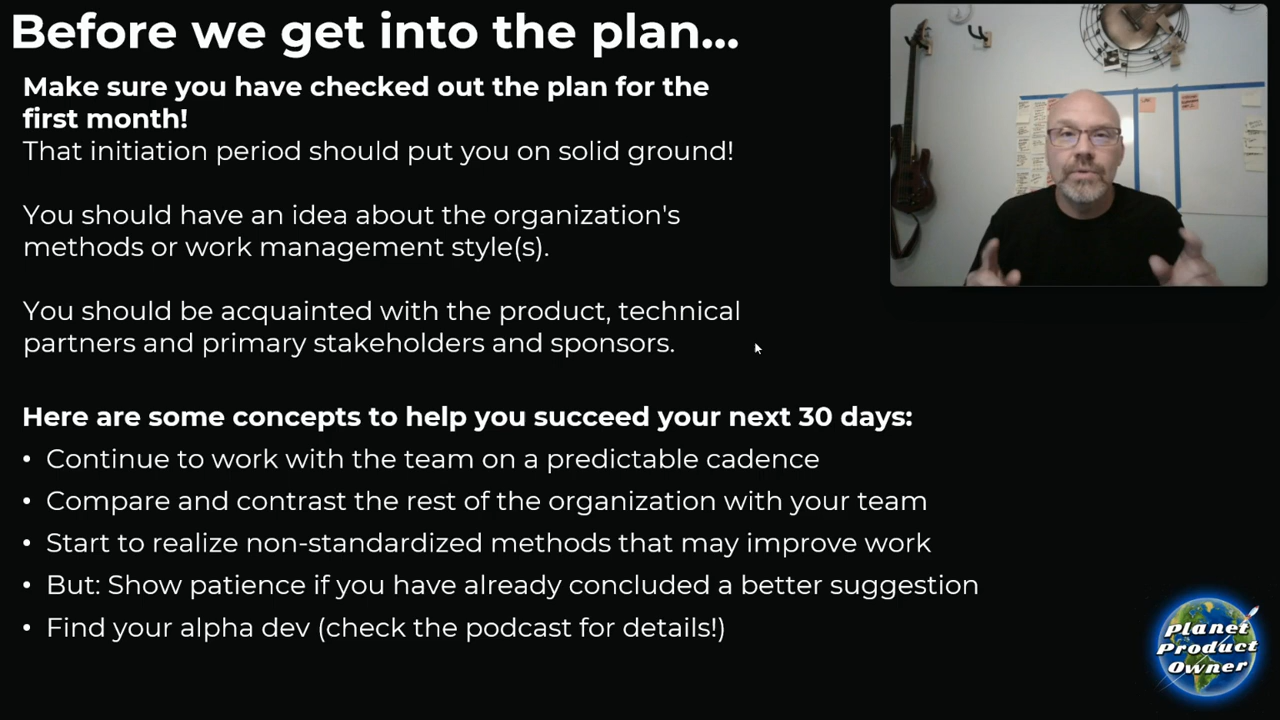 Before we get into the plan...
Make sure you have checked out the plan for the
first month!
That initiation period should put you on solid ground!
You should have an idea about the organization's
methods or work management style(s).
You should be acquainted with the product, technical
partners and primary stakeholders and sponsors.
Here are some concepts to help you succeed your next 30 days:
• Continue to work with the team on a predictable cadence
• Compare and contrast the rest of the organization with your team
• Start to realize non-standardized methods that may improve work
• But: Show patience if you have already concluded a better suggestion
• Find your alpha dev (check the podcast for details!)
Planet
Product
Owner